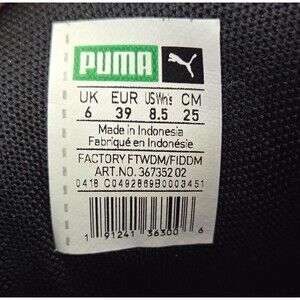 PUMA
UK EUR USWns CM
6 39 8.5 25
Made in Indonesia
Fabriqué en Indonésie
FACTORY FTWDM/FIDDM
ART.NO. 367352 02
0418 C0492869B0003451
1 91241 36300 6